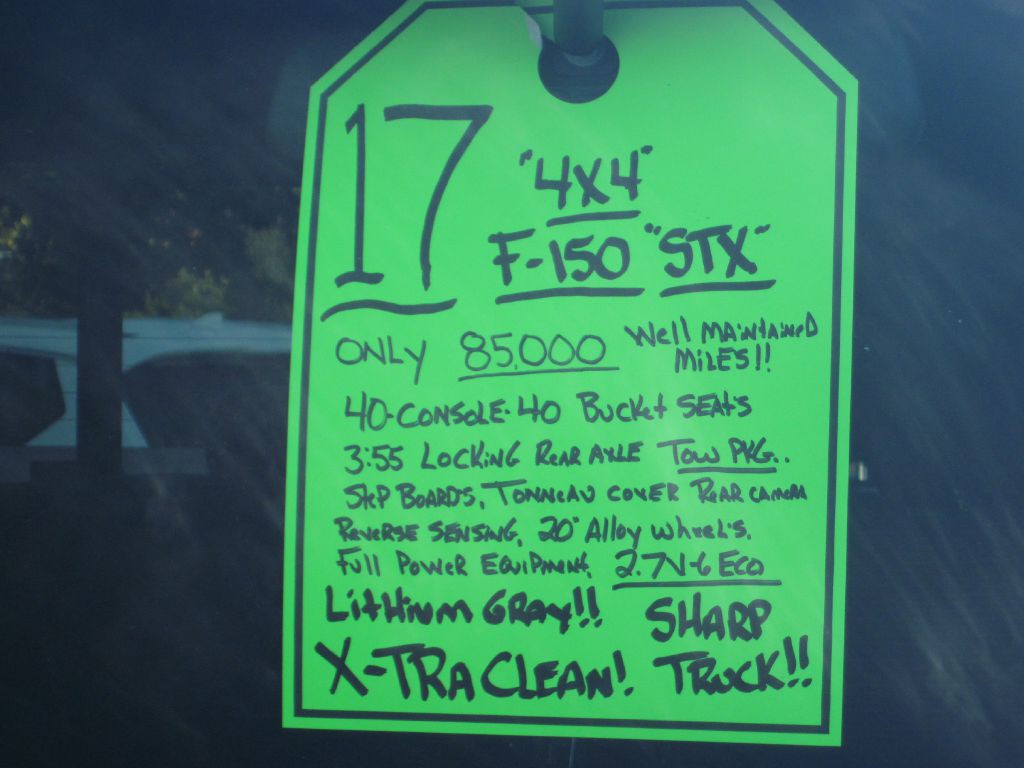 17
"4X4"
F-150 "STX"
ONLY 85,000 Well MAiNtAiNeD MiLES!!
40-CONSOLE-40 Bucket SEAtS
3:55 LOCKiNG ReAR AXLE TOW PKG..
StEP BOARDS, TONNEAU COVER REAR CAMERA
REVERSE SENSING, 20" Alloy WheeL'S,
Full POWER EQUIPMENT, 2.7V-6 ECO
LitHiUM GRAY!! SHARP
X-TRA CLEAN! TRUCK!!